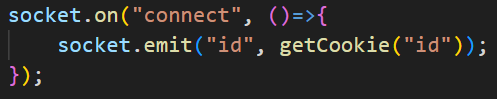 socket.on("connect", ()=>{
    socket.emit("id", getCookie("id"));
});